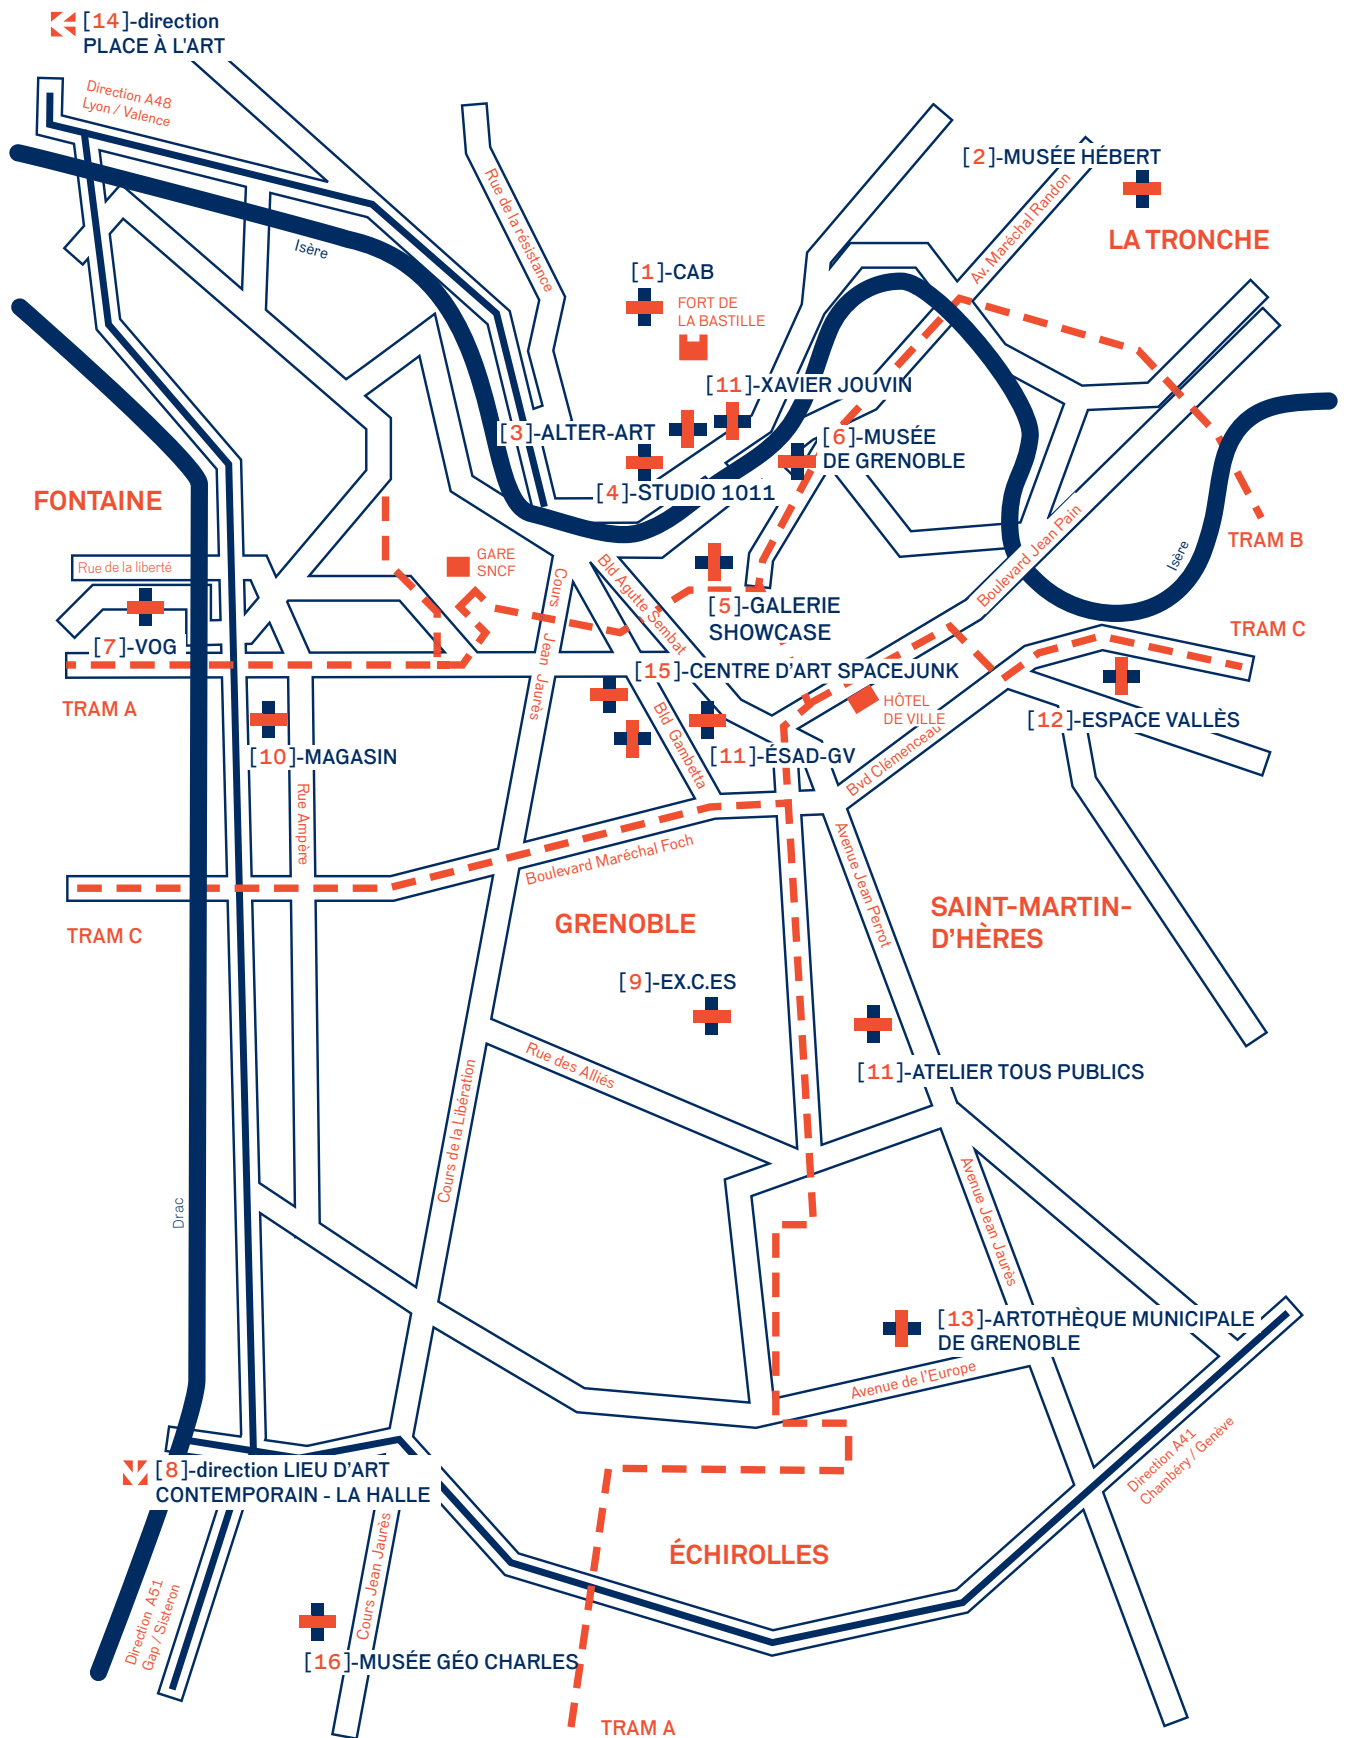 [14]-direction
PLACE À L'ART
Direction A48
Lyon / Valence
[2]-MUSÉE HÉBERT
Av. Maréchal Randon
LA TRONCHE
Rue de la résistance
Isère
[1]-CAB
FORT DE
LA BASTILLE
[11]-XAVIER JOUVIN
[3]-ALTER-ART
[6]-MUSÉE
DE GRENOBLE
[4]-STUDIO 1011
FONTAINE
Boulevard Jean Pain
TRAM B
Isère
GARE
SNCF
Rue de la liberté
Cours Jean Jaurès
Bld Agutte Sembat
[5]-GALERIE
SHOWCASE
TRAM C
[7]-VOG
[15]-CENTRE D'ART SPACEJUNK
TRAM A
HÔTEL
DE VILLE
[12]-ESPACE VALLÈS
Bld Gambetta
[10]-MAGASIN
[11]-ÉSAD-GV
Bvd Clémenceau
Rue Ampère
Boulevard Maréchal Foch
Avenue Jean Perrot
TRAM C
GRENOBLE
SAINT-MARTIN-
D'HÈRES
[9]-EX.C.ES
Rue des Alliés
[11]-ATELIER TOUS PUBLICS
Cours de la Libération
Drac
Avenue Jean Jaurès
[13]-ARTOTHÈQUE MUNICIPALE
DE GRENOBLE
Avenue de l'Europe
Direction A41
Chambéry / Genève
[8]-direction LIEU D'ART
CONTEMPORAIN - LA HALLE
Cours Jean Jaurès
ÉCHIROLLES
Direction A51
Gap / Sisteron
[16]-MUSÉE GÉO CHARLES
TRAM A